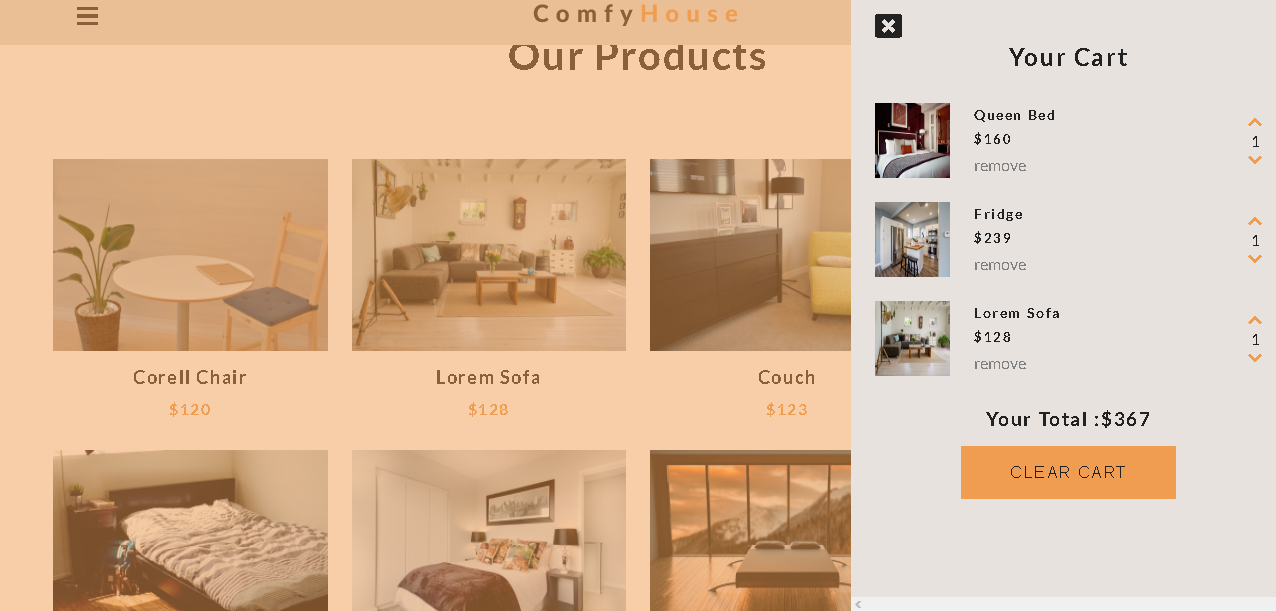 ComfyHouse
Our Products
Corell Chair
$120
Lorem Sofa
$128
Couch
$123
Your Cart
Queen Bed
$160
remove
1
Fridge
$239
remove
1
Lorem Sofa
$128
remove
1
Your Total :$367
CLEAR CART